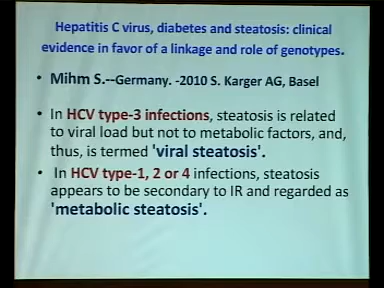 Hepatitis C virus, diabetes and steatosis: clinical
evidence in favor of a linkage and role of genotypes.
• Mihm S.--Germany. -2010 S. Karger AG, Basel
• In HCV type-3 infections, steatosis is related
to viral load but not to metabolic factors, and,
thus, is termed 'viral steatosis'.
• In HCV type-1, 2 or 4 infections, steatosis
appears to be secondary to IR and regarded as
'metabolic steatosis'.